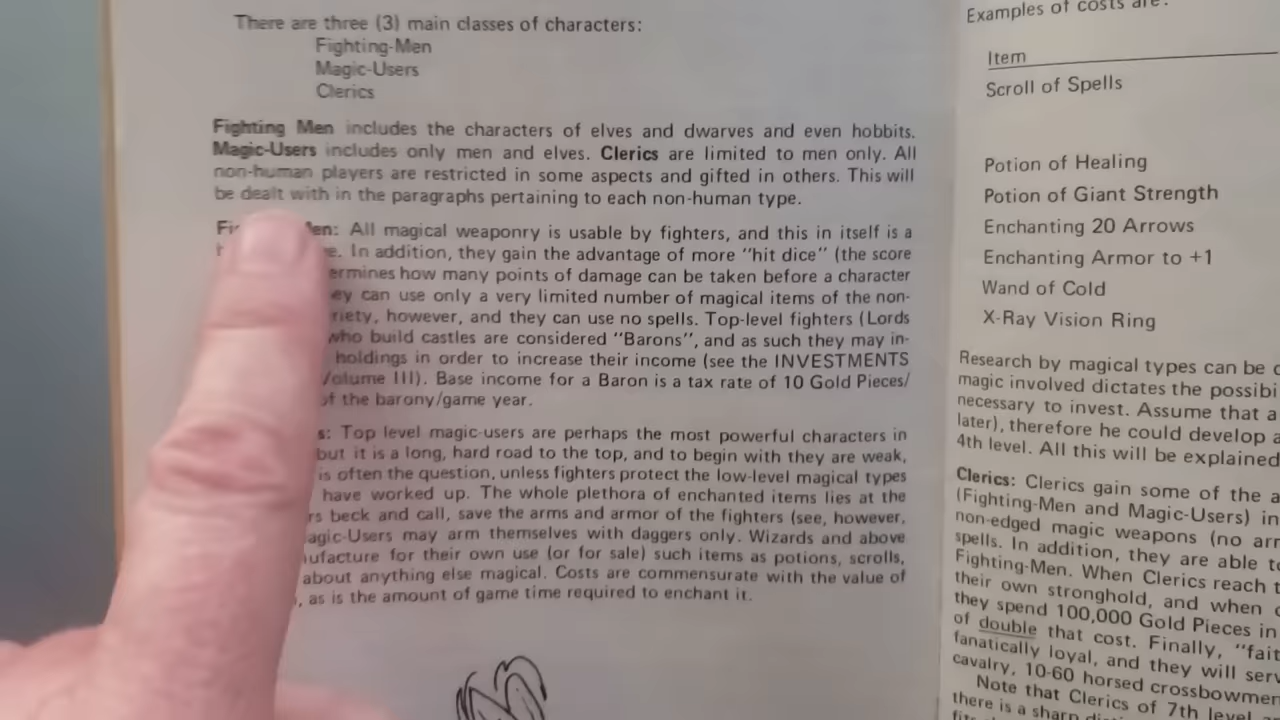 There are three (3) main classes of characters:
Fighting-Men
Magic-Users
Clerics
Fighting Men includes the characters of elves and dwarves and even hobbits.
Magic-Users includes only men and elves. Clerics are limited to men only. All
non-human players are restricted in some aspects and gifted in others. This will
be dealt with in the paragraphs pertaining to each non-human type.
All magical weaponry is usable by fighters, and this in itself is a
In addition, they gain the advantage of more "hit dice" (the score
how many points of damage can be taken before a character
can use only a very limited number of magical items of the non-
however, and they can use no spells. Top-level fighters (Lords
who build castles are considered "Barons", and as such they may in-
holdings in order to increase their income (see the INVESTMENTS
Volume III). Base income for a Baron is a tax rate of 10 Gold Pieces/
of the barony/game year.
Top level magic-users are perhaps the most powerful characters in
but it is a long, hard road to the top, and to begin with they are weak,
is often the question, unless fighters protect the low-level magical types
have worked up. The whole plethora of enchanted items lies at the
beck and call, save the arms and armor of the fighters (see, however,
Magic-Users may arm themselves with daggers only. Wizards and above
for their own use (or for sale) such items as potions, scrolls,
about anything else magical. Costs are commensurate with the value of
as is the amount of game time required to enchant it.
Examples of costs are:
Item
Scroll of Spells
Potion of Healing
Potion of Giant Strength
Enchanting 20 Arrows
Enchanting Armor to +1
Wand of Cold
X-Ray Vision Ring
Research by magical types can be
magic involved dictates the
necessary to invest. Assume that a
later), therefore he could develop a
4th level. All this will be explained
Clerics: Clerics gain some of the
(Fighting-Men and Magic-Users) in
non-edged magic weapons (no
spells. In addition, they are able to
Fighting-Men. When Clerics reach
their own stronghold, and when
they spend 100,000 Gold Pieces in
of double that cost. Finally,
fanatically loyal, and they will
cavalry, 10-60 horsed
Note that Clerics of 7th level
there is a sharp